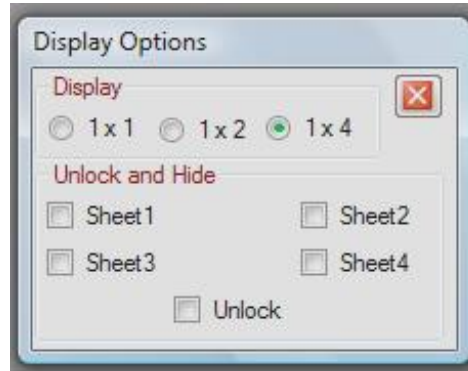 Display Options
Display
1 x 1 1 x 2 1 x 4
Unlock and Hide
Sheet1 Sheet2
Sheet3 Sheet4
Unlock